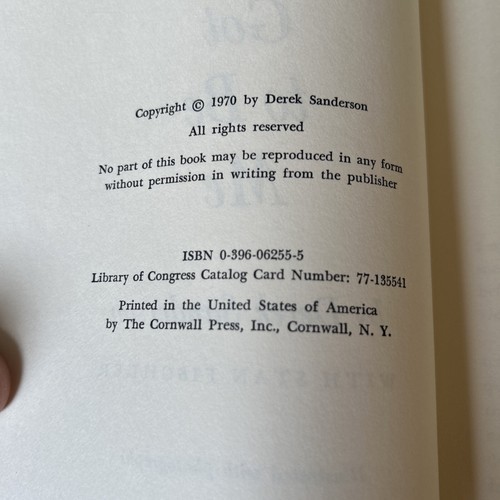 Copyright © 1970 by Derek Sanderson
All rights reserved
No part of this book may be reproduced in any form
without permission in writing from the publisher
ISBN 0-396-06255-5
Library of Congress Catalog Card Number: 77-135541
Printed in the United States of America
by The Cornwall Press, Inc., Cornwall, N. Y.